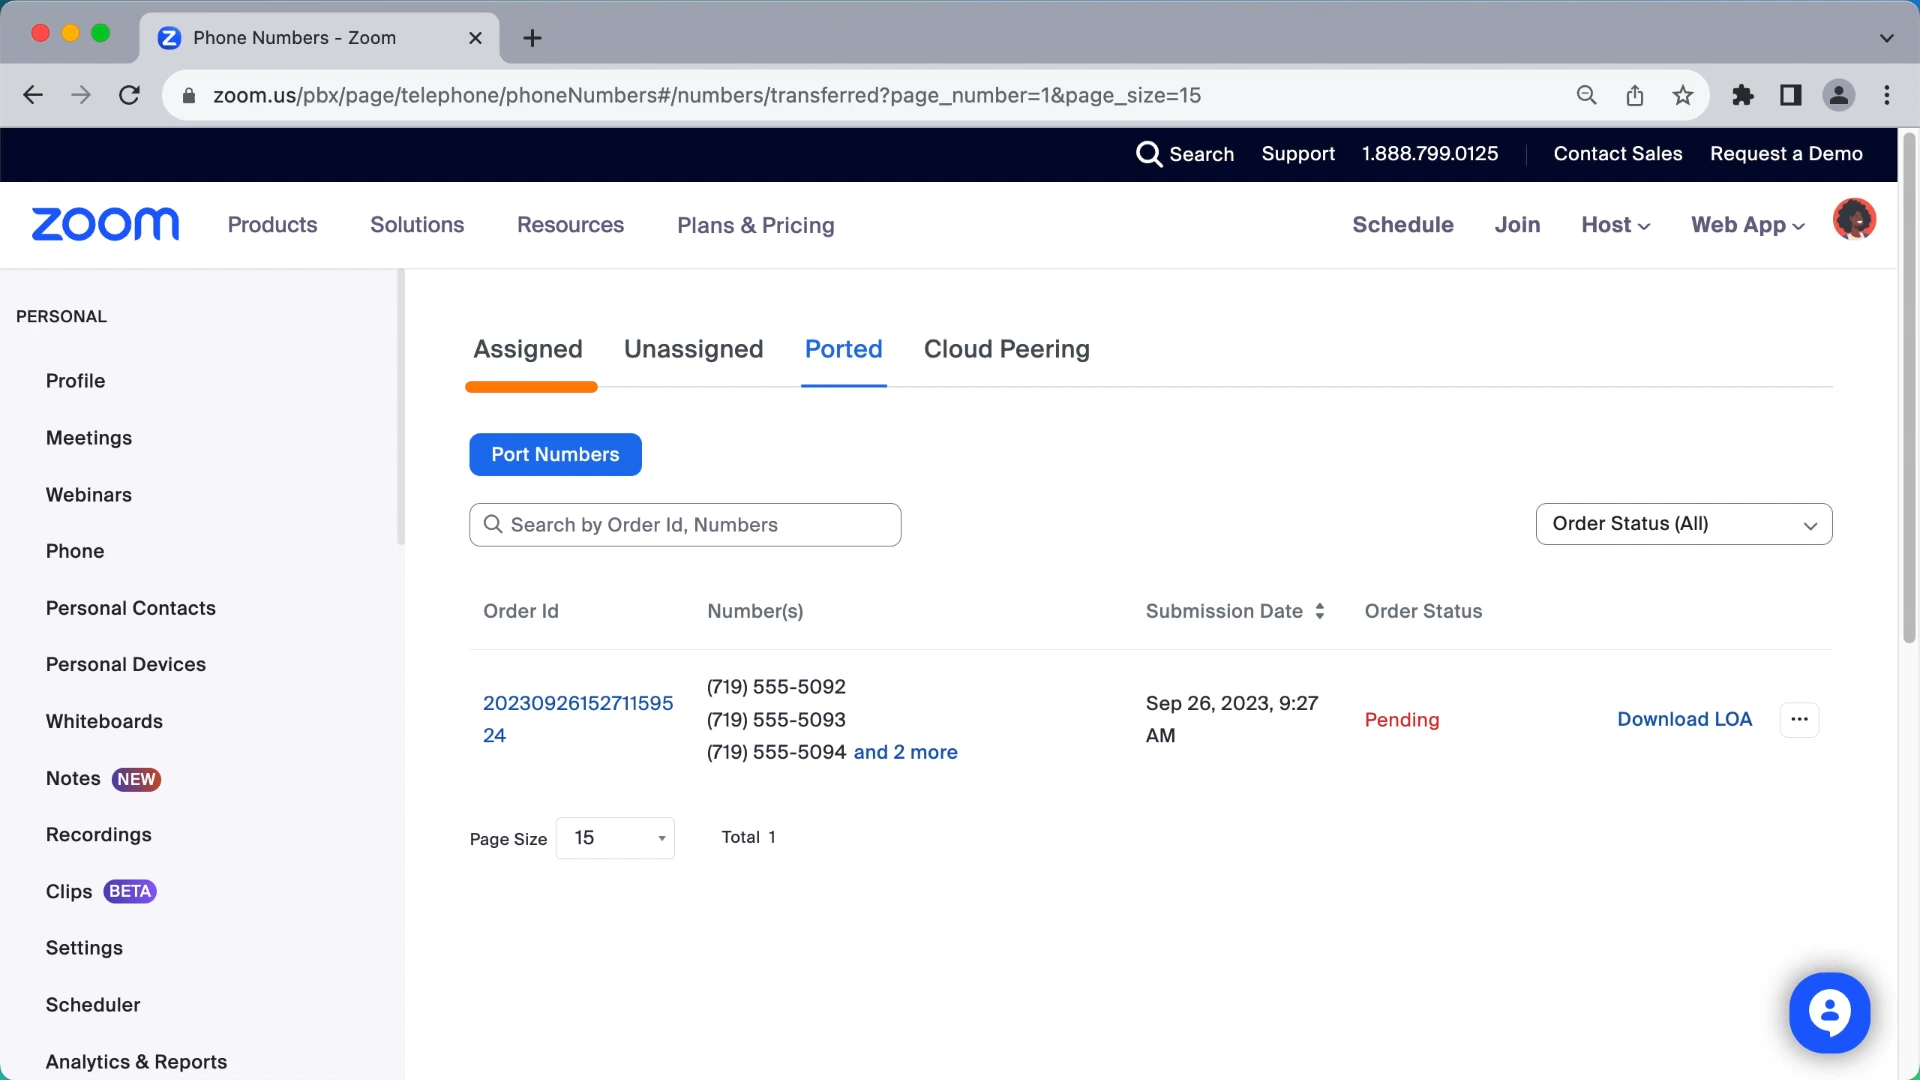 Phone Numbers - Zoom
zoom.us/pbx/page/telephone/phoneNumbers#/numbers/transferred?page_number=1&page_size=15
Search Support 1.888.799.0125 Contact Sales Request a Demo
zoom Products Solutions Resources Plans & Pricing Schedule Join Host Web App
PERSONAL
Profile
Meetings
Webinars
Phone
Personal Contacts
Personal Devices
Whiteboards
Notes NEW
Recordings
Clips BETA
Settings
Scheduler
Analytics & Reports
Assigned Unassigned Ported Cloud Peering
Port Numbers
Search by Order Id, Numbers
Order Status (All)
Order Id Number(s) Submission Date Order Status
20230926152711595
24
(719) 555-5092
(719) 555-5093
(719) 555-5094 and 2 more
Sep 26, 2023, 9:27
AM
Pending
Download LOA
Page Size 15 Total 1